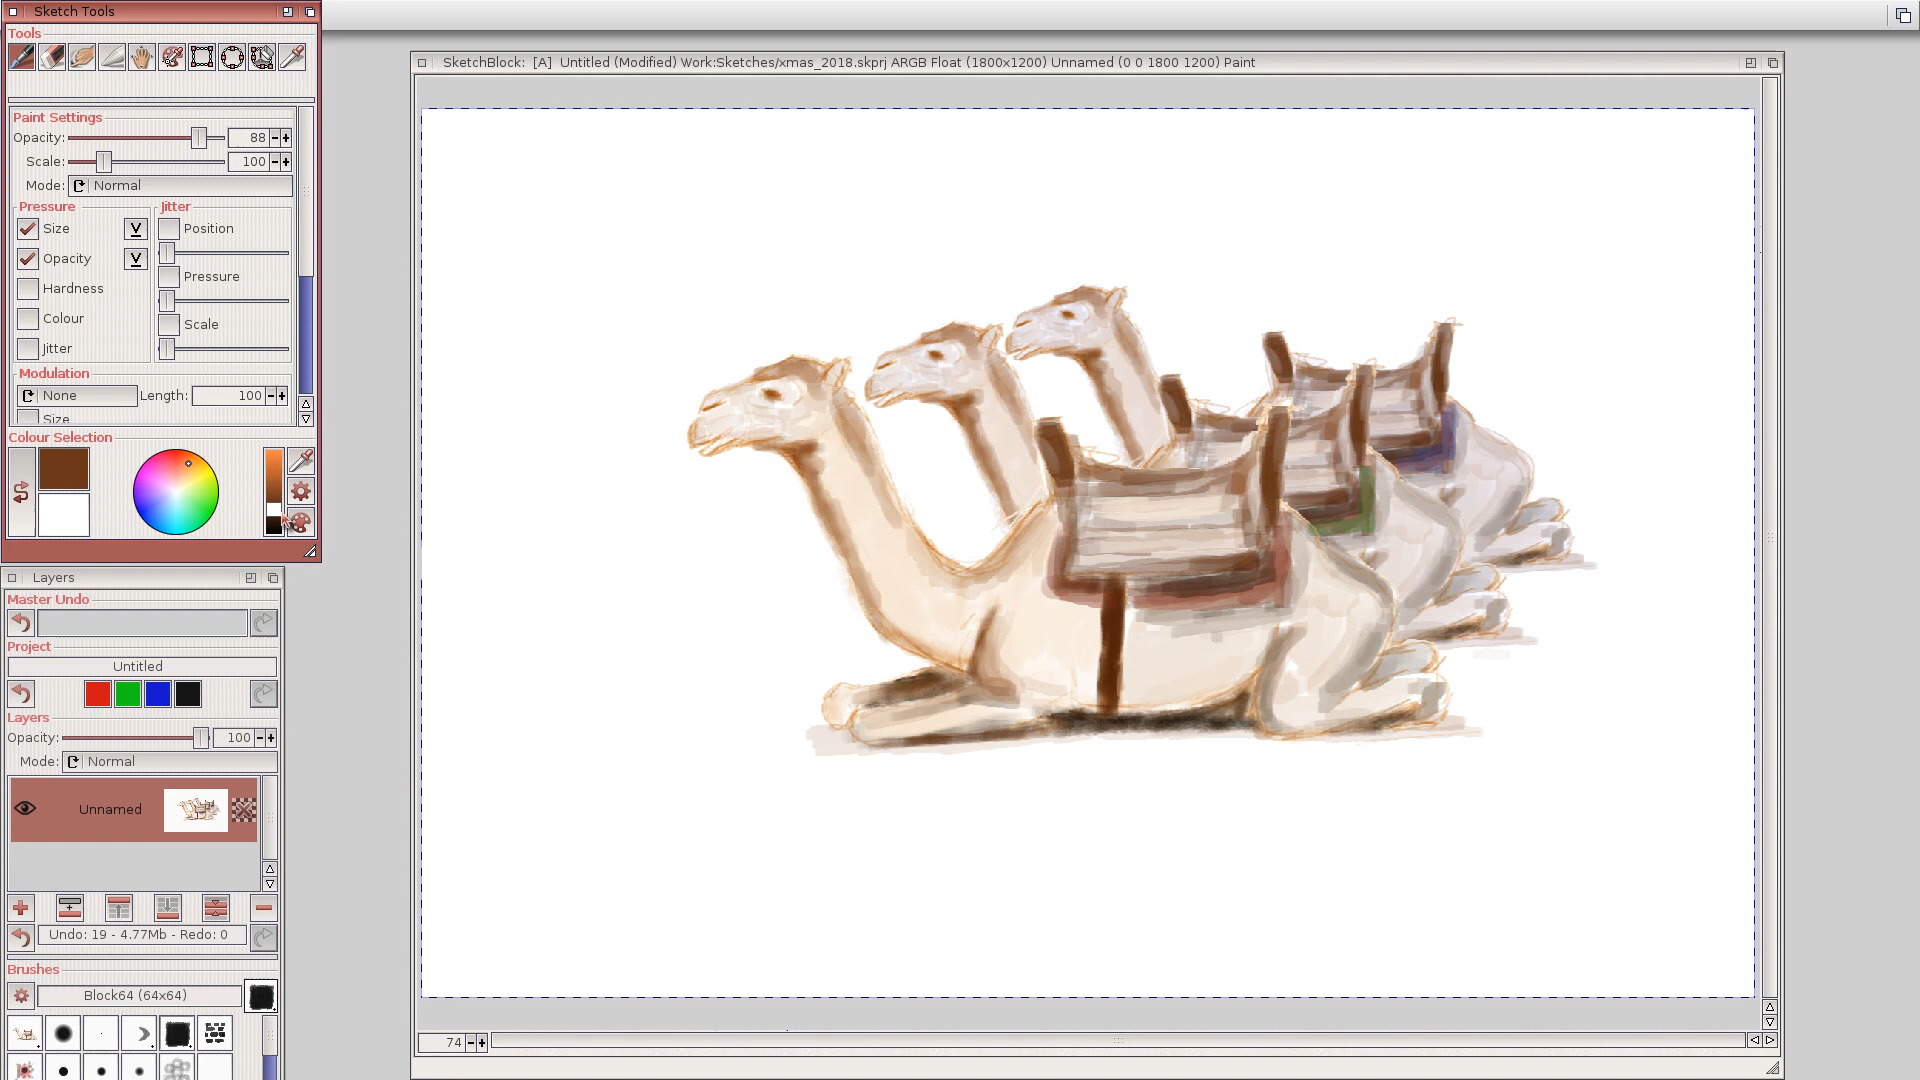 Sketch Tools
Tools
Paint Settings
Opacity: 88
Scale: 100
Mode: Normal
Pressure
Jitter
Size V
Position
Opacity V
Pressure
Hardness
Colour
Scale
Jitter
Modulation
None Length: 100
Size
Colour Selection
Layers
Master Undo
Project
Untitled
Layers
Opacity: 100
Mode: Normal
Unnamed
Undo: 19 - 4.77Mb - Redo: 0
Brushes
Block64 (64x64)
SketchBlock: [A] Untitled (Modified) Work:Sketches/xmas_2018.skprj ARGB Float (1800x1200) Unnamed (0 0 1800 1200) Paint
74